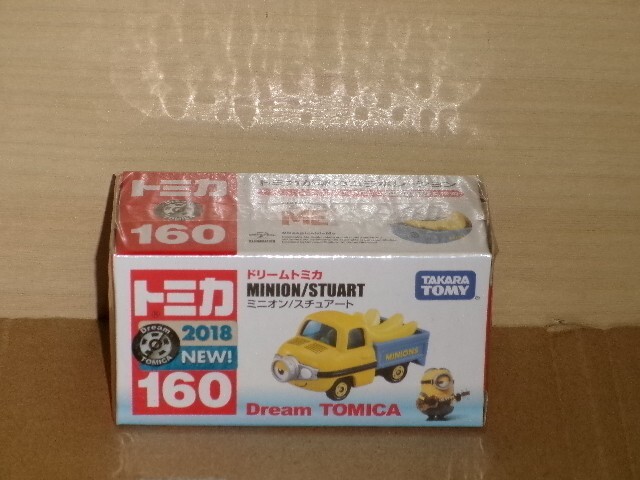 トミカ
160
M2
トミカ
2018
NEW!
Dream
TOMICA
160
ドリームトミカ
MINION/STUART
ミニオン/スチュアート
TAKARA
TOMY
MINIONS
Dream TOMICA